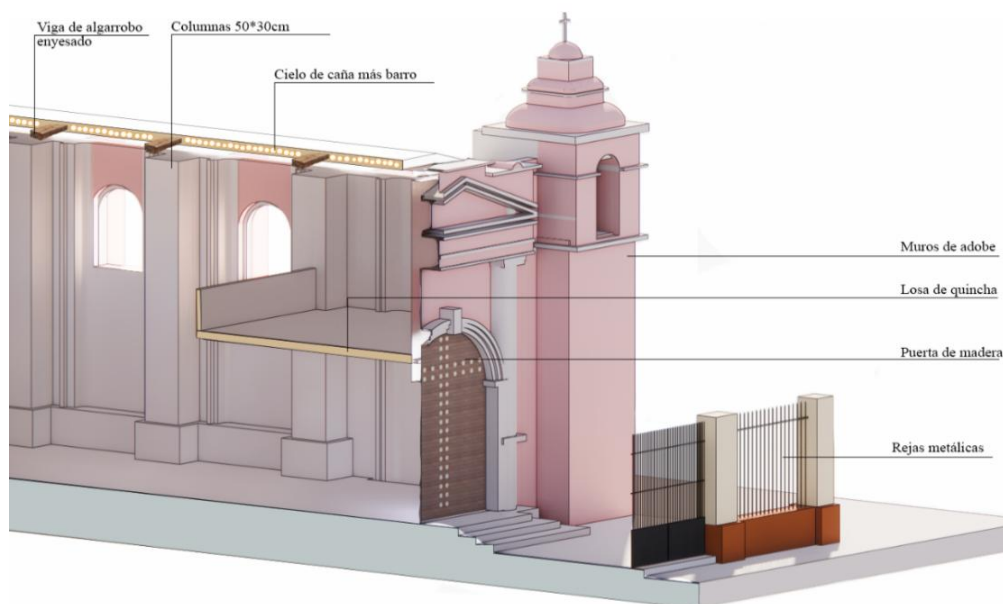 Viga de algarrobo
enyesado
Columnas 50*30cm
Cielo de caña más barro
Muros de adobe
Losa de quincha
Puerta de madera
Rejas metálicas